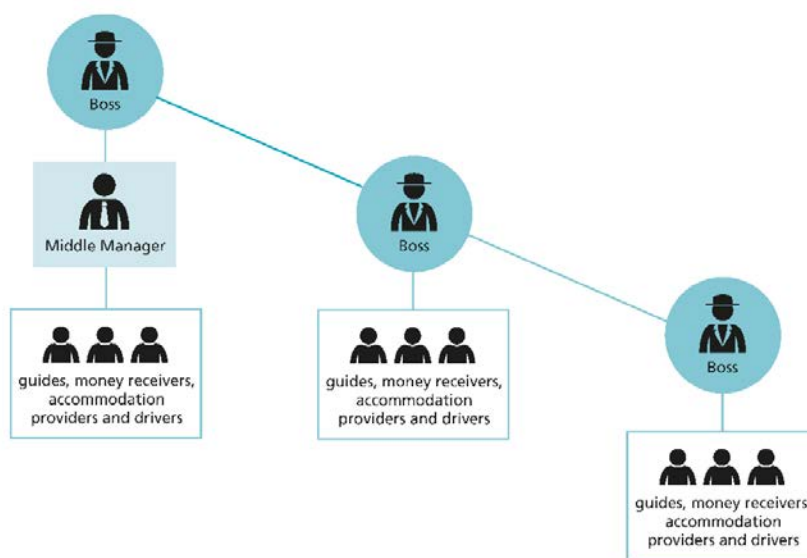 Boss
Middle Manager
guides, money receivers,
accommodation
providers and drivers
Boss
guides, money receivers,
accommodation
providers and drivers
Boss
guides, money receivers,
accommodation
providers and drivers